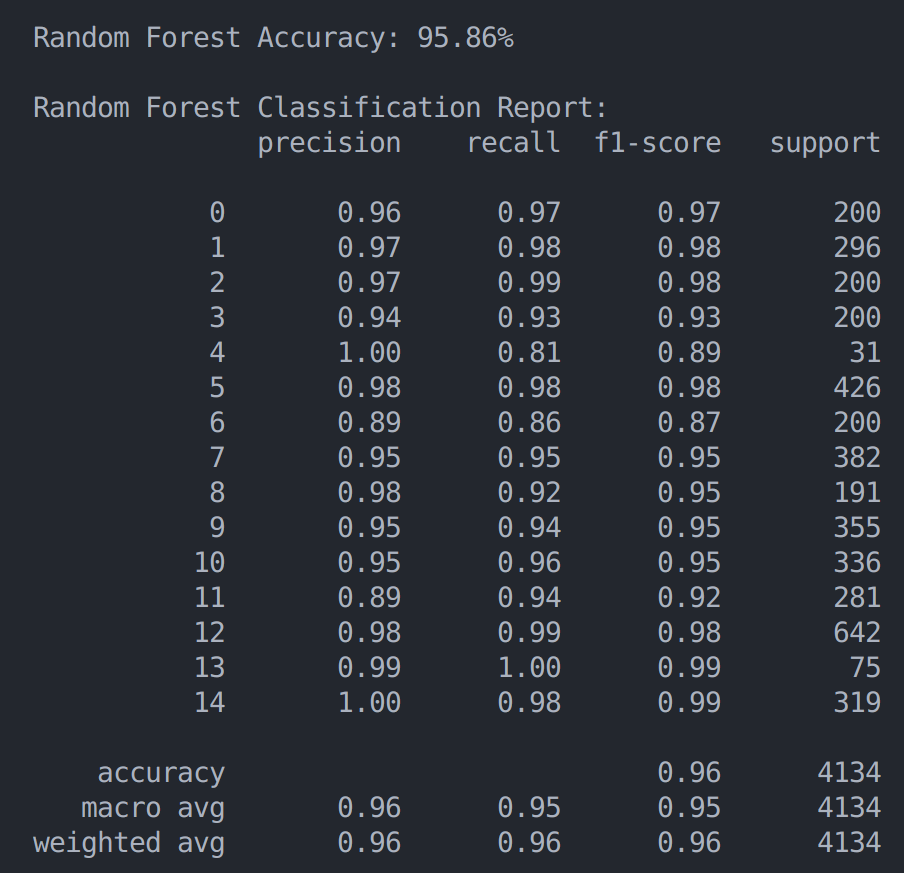 Random Forest Accuracy: 95.86%
Random Forest Classification Report:
precision recall f1-score support
0 0.96 0.97 0.97 200
1 0.97 0.98 0.98 296
2 0.97 0.99 0.98 200
3 0.94 0.93 0.93 200
4 1.00 0.81 0.89 31
5 0.98 0.98 0.98 426
6 0.89 0.86 0.87 200
7 0.95 0.95 0.95 382
8 0.98 0.92 0.95 191
9 0.95 0.94 0.95 355
10 0.95 0.96 0.95 336
11 0.89 0.94 0.92 281
12 0.98 0.99 0.98 642
13 0.99 1.00 0.99 75
14 1.00 0.98 0.99 319
accuracy 0.96 4134
macro avg 0.96 0.95 0.95 4134
weighted avg 0.96 0.96 0.96 4134